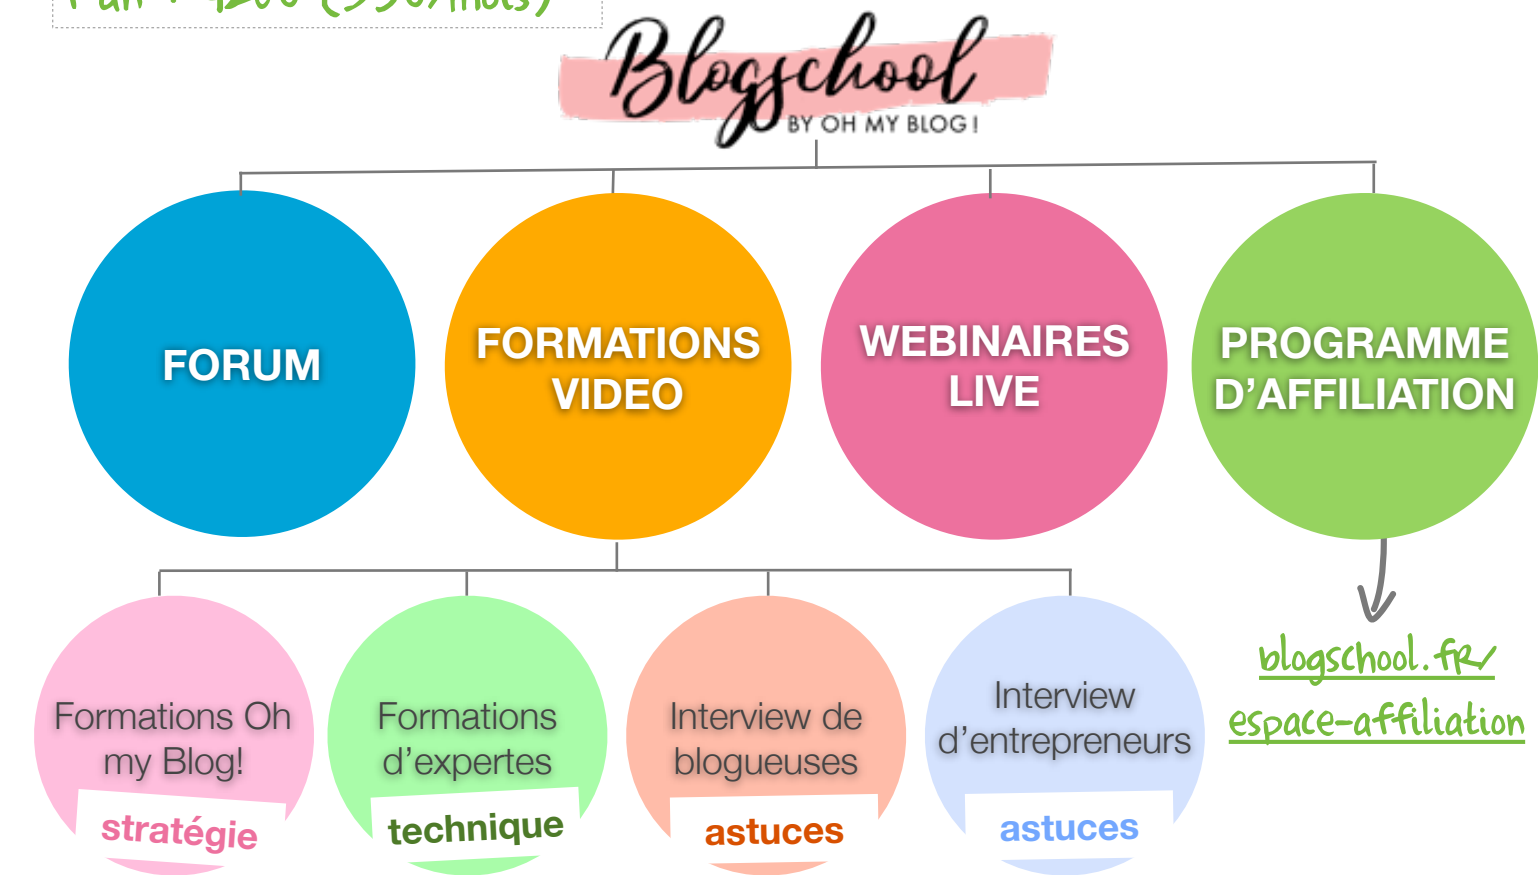 Blogschool
BY OH MY BLOG!
FORUM
FORMATIONS
VIDEO
WEBINAIRES
LIVE
PROGRAMME
D’AFFILIATION
Formations Oh
my Blog!
stratégie
Formations
d’expertes
technique
Interview de
blogueuses
astuces
Interview
d’entrepreneurs
astuces
blogschool.fr/
espace-affiliation